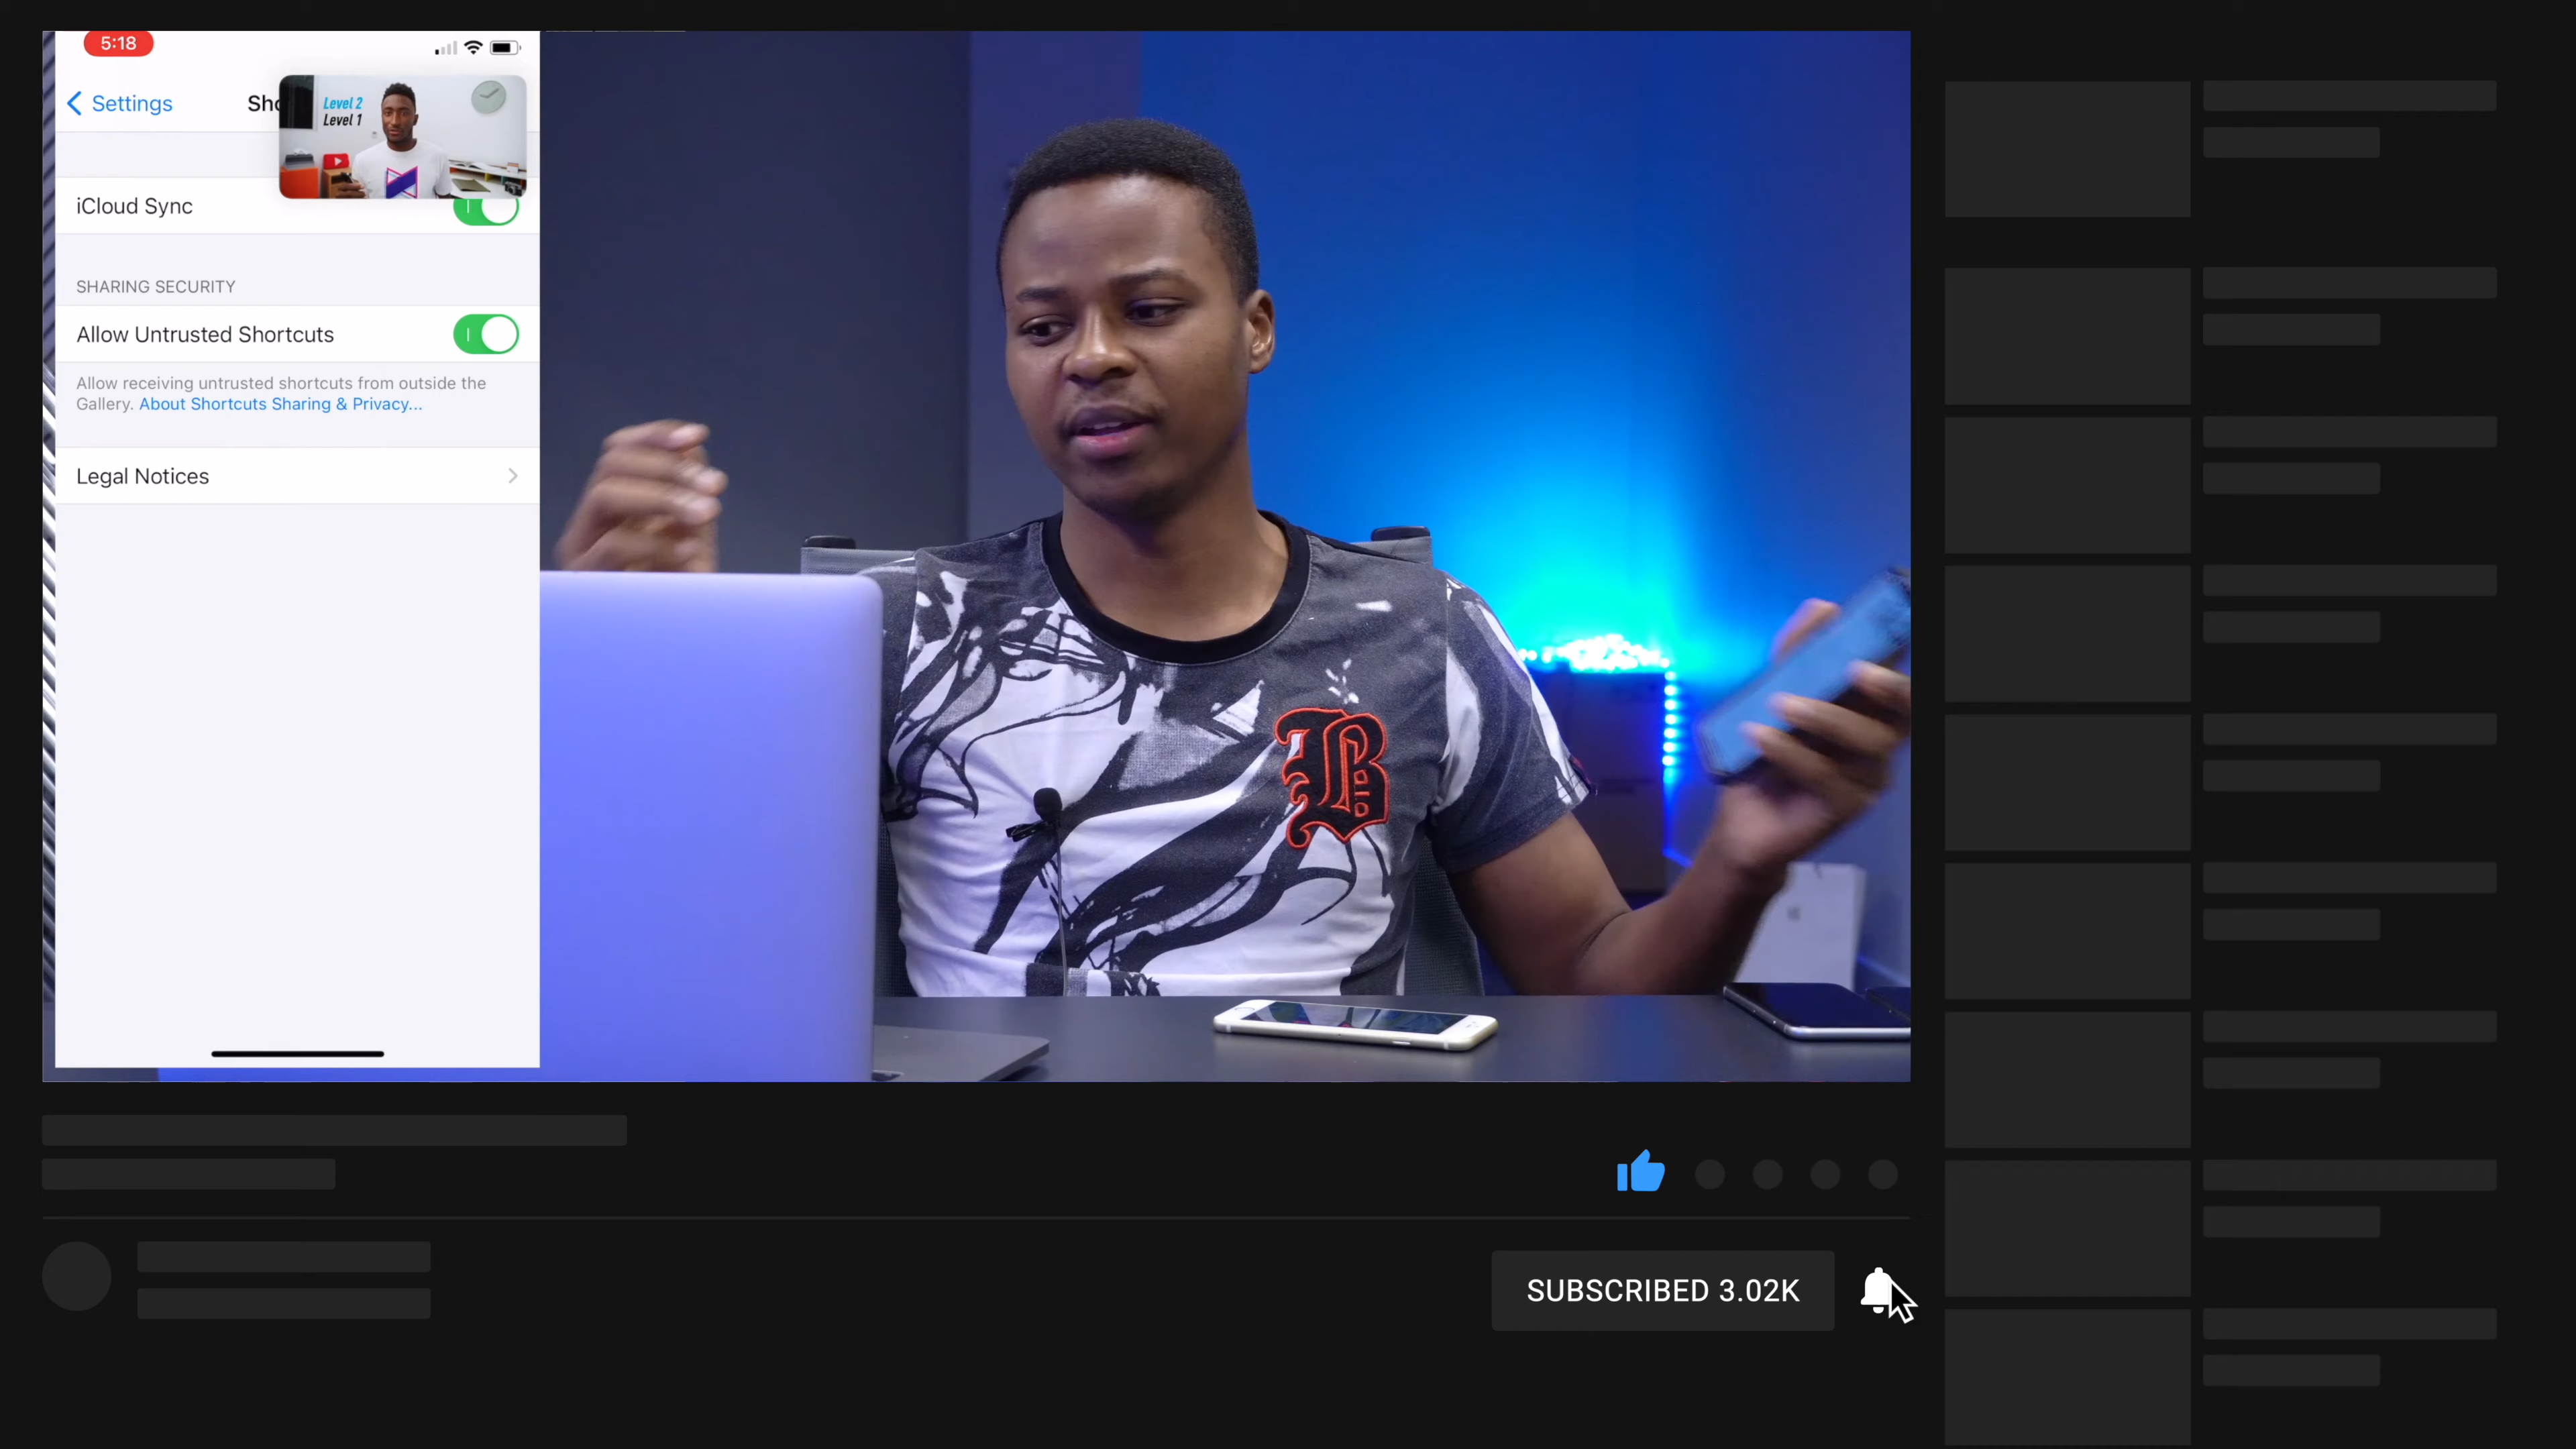 5:18
Settings
Sho
Level 2
Level 1
iCloud Sync
SHARING SECURITY
Allow Untrusted Shortcuts
Allow receiving untrusted shortcuts from outside the
Gallery. About Shortcuts Sharing & Privacy...
Legal Notices
B
SUBSCRIBED 3.02K